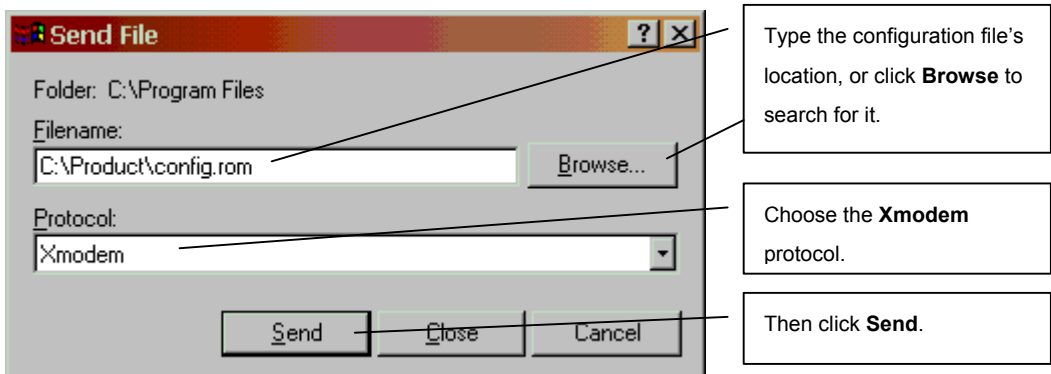 Send File
Folder: C:\Program Files
Filename:
C:\Product\config.rom
Browse...
Protocol:
Xmodem
Send
Close
Cancel
Type the configuration file’s
location, or click Browse to
search for it.
Choose the Xmodem
protocol.
Then click Send.